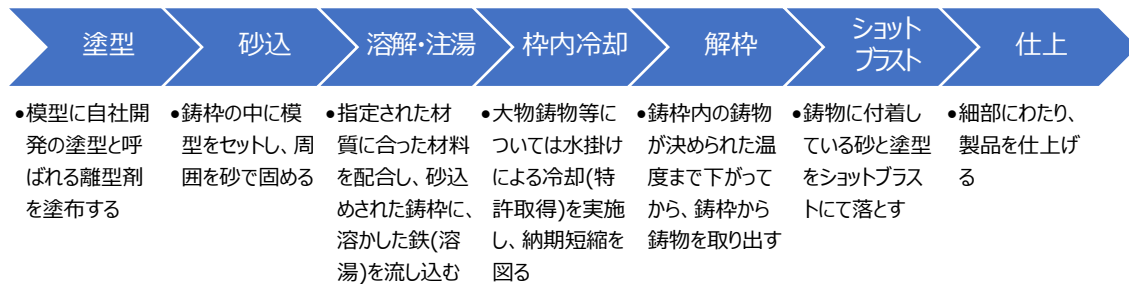 塗型
砂込
溶解・注湯
枠内冷却
解枠
ショット
ブラスト
仕上
•模型に自社開
発の塗型と呼
ばれる離型剤
を塗布する
•鋳枠の中に模
型をセットし、周
囲を砂で固める
•指定された材
質に合った材料
を配合し、砂込
めされた鋳枠に、
溶かした鉄(溶
湯)を流し込む
•大物鋳物等に
ついては水掛け
による冷却(特
許取得)を実施
し、納期短縮を
図る
•鋳枠内の鋳物
が決められた温
度まで下がって
から、鋳枠から
鋳物を取り出す
•鋳物に付着し
ている砂と塗型
をショットブラス
トにて落とす
•細部にわたり、
製品を仕上げ
る